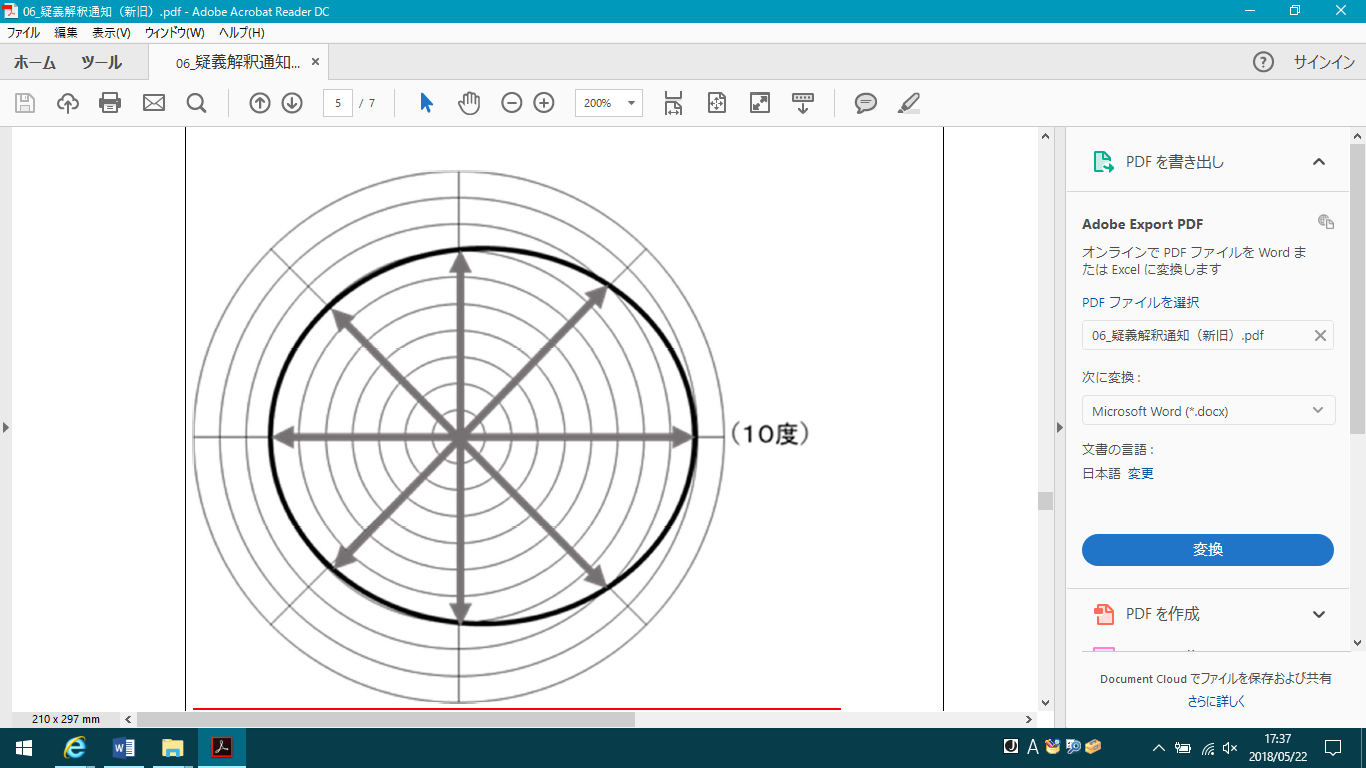 06_疑義解釈通知（新旧）.pdf - Adobe Acrobat Reader DC
ファイル 編集 表示(V) ウィンドウ(W) ヘルプ(H)
ホーム ツール 06_疑義解釈通知... × サインイン
5 / 7 200%
（10度）
PDF を書き出し
Adobe Export PDF
オンラインで PDF ファイルを Word ま
たは Excel に変換します
PDF ファイルを選択
06_疑義解釈通知（新旧）.pdf
次に変換 :
Microsoft Word (*.docx)
文書の言語 :
日本語 変更
変換
PDF を作成
Document Cloud でファイルを保存および共有
さらに詳しく
210 x 297 mm
A
17:37
2018/05/22